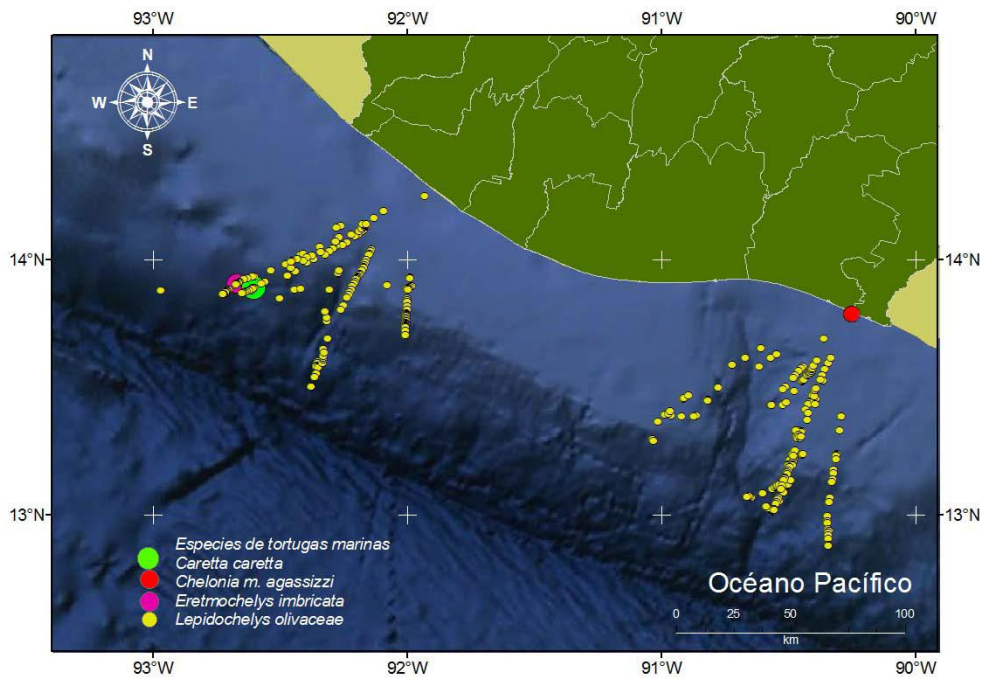 93°W 92°W 91°W 90°W
N
W E
S
14°N 14°N
13°N 13°N
Especies de tortugas marinas
Caretta caretta
Chelonia m. agassizzi
Eretmochelys imbricata
Lepidochelys olivaceae
Océano Pacífico
0 25 50 100
km
93°W 92°W 91°W 90°W